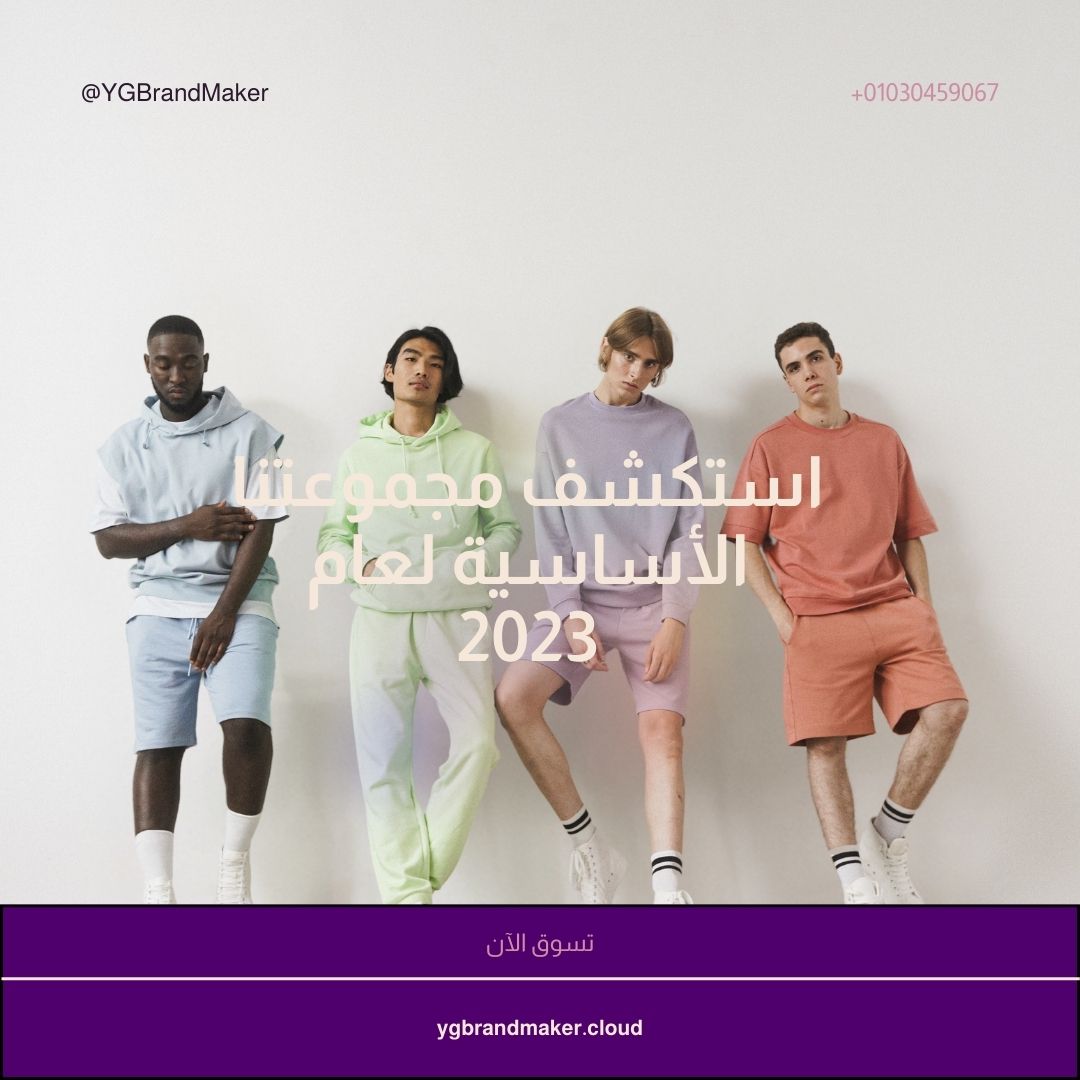 @YGBrandMaker
+01030459067
استكشف مجموعتنا
الأساسية لعام
2023
تسوق الآن
ygbrandmaker.cloud